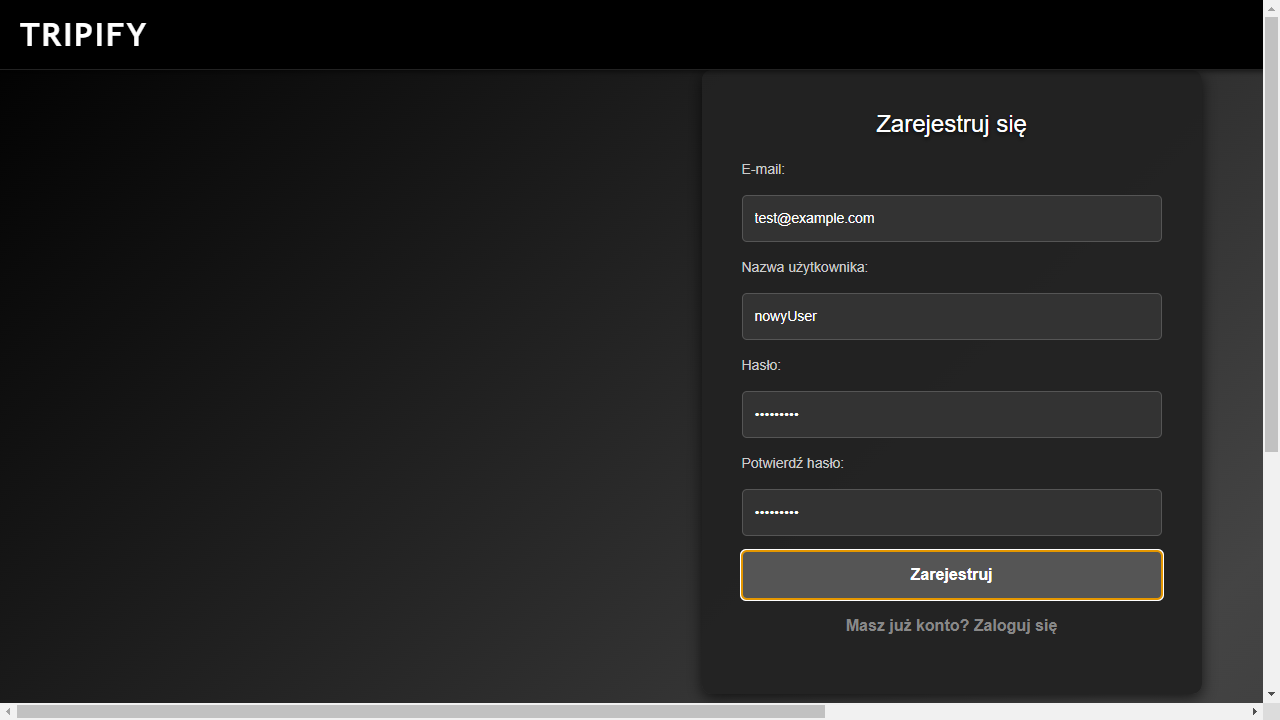 TRIPIFY
Zarejestruj się
E-mail:
test@example.com
Nazwa użytkownika:
nowyUser
Hasło:
•••••••••
Potwierdź hasło:
•••••••••
Zarejestruj
Masz już konto? Zaloguj się